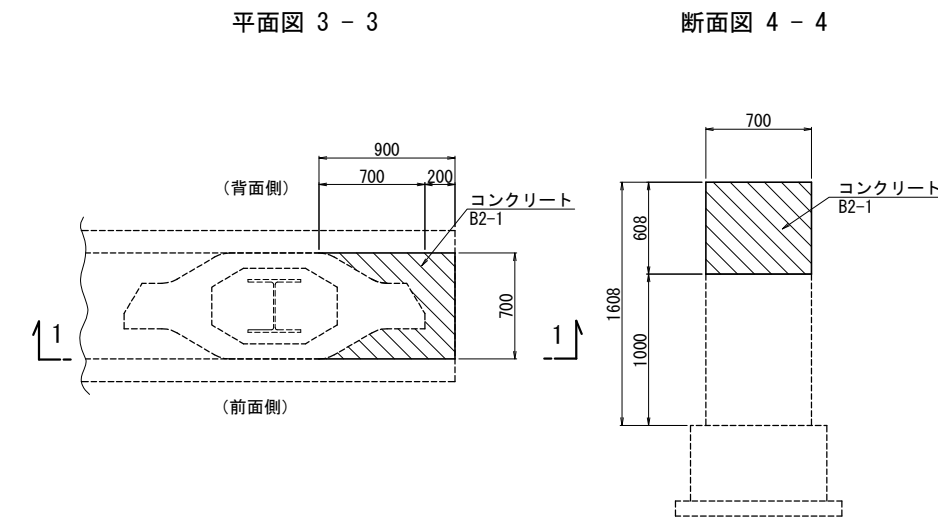 平面図 3 - 3
断面図 4 - 4
900
700
200
(背面側)
コンクリート
B2-1
700
1
1
(前面側)
700
コンクリート
B2-1
608
1608
1000